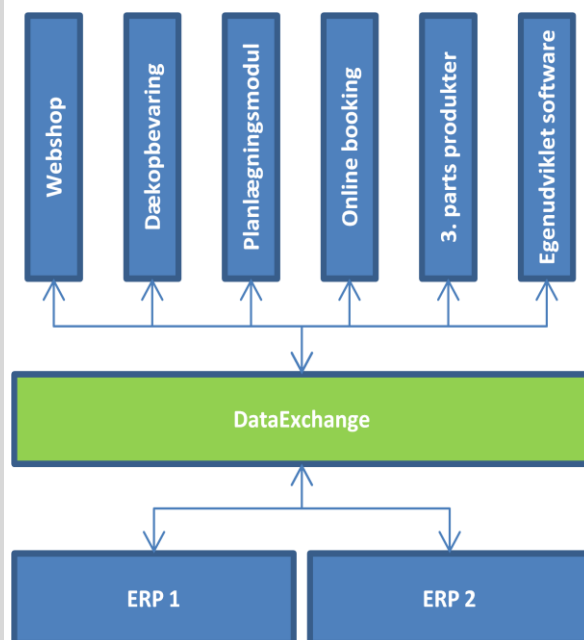 Webshop
Dækopbevaring
Planlægningsmodul
Online booking
3. parts produkter
Egenudviklet software
DataExchange
ERP 1
ERP 2